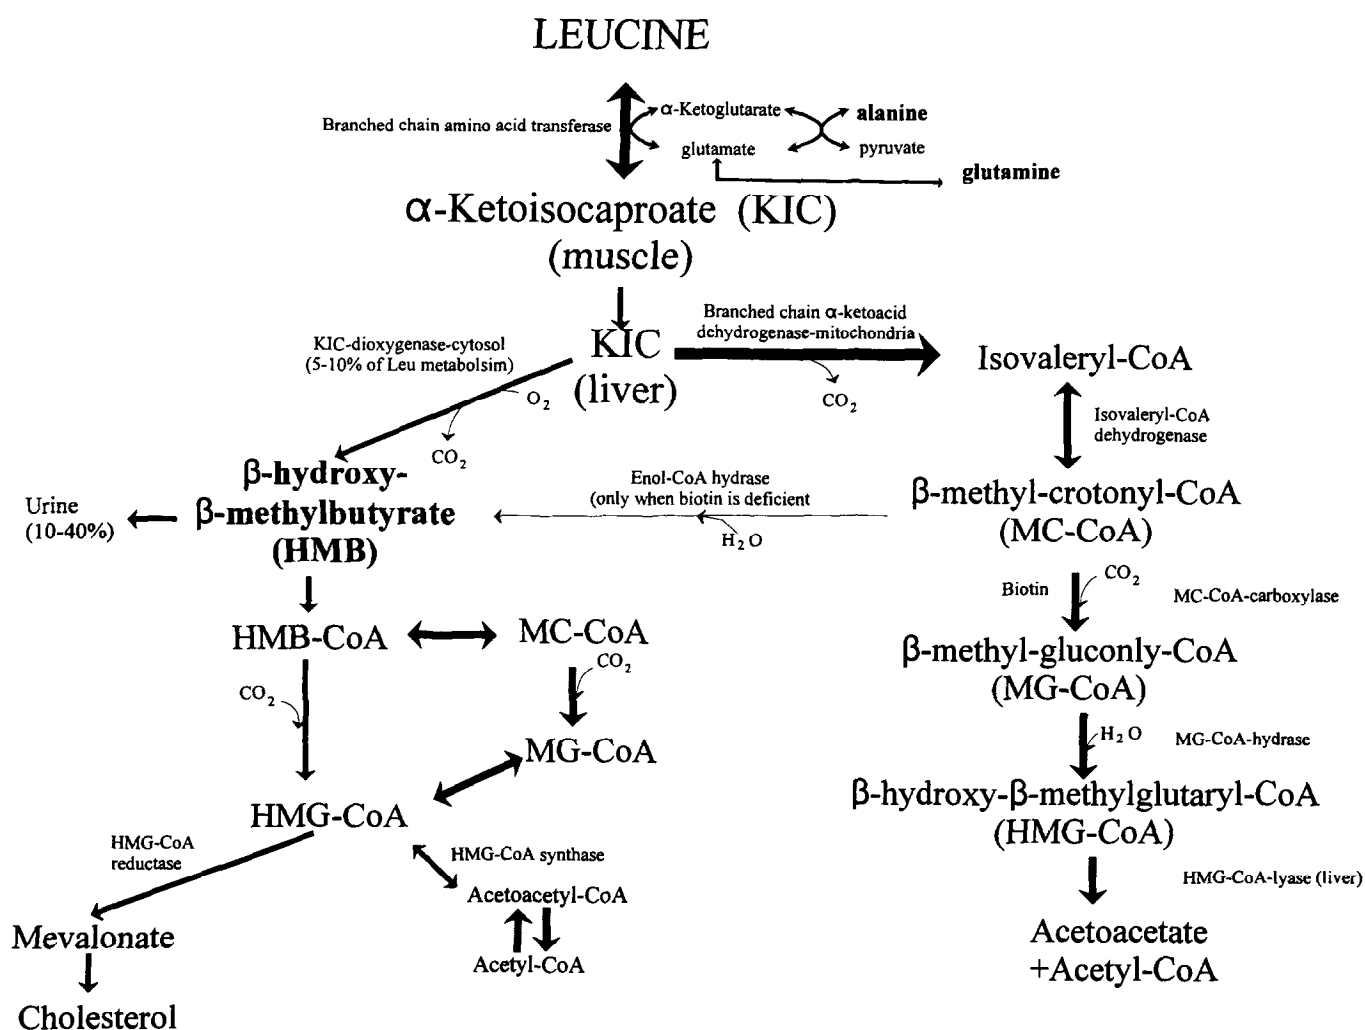 LEUCINE
Branched chain amino acid transferase
α-Ketoglutarate
alanine
glutamate
pyruvate
glutamine
α-Ketoisocaproate (KIC)
(muscle)
KIC-dioxygenase-cytosol
(5-10% of Leu metabolsim)
KIC
(liver)
Branched chain α-ketoacid
dehydrogenase-mitochondria
Isovaleryl-CoA
O2
CO2
CO2
Isovaleryl-CoA
dehydrogenase
Urine
(10-40%)
β-hydroxy-
β-methylbutyrate
(HMB)
Enol-CoA hydrase
(only when biotin is deficient
H2O
β-methyl-crotonyl-CoA
(MC-CoA)
Biotin
CO2
MC-CoA-carboxylase
HMB-CoA
MC-CoA
β-methyl-gluconly-CoA
(MG-CoA)
CO2
CO2
H2O
MG-CoA-hydrase
MG-CoA
β-hydroxy-β-methylglutaryl-CoA
(HMG-CoA)
HMG-CoA
HMG-CoA
reductase
HMG-CoA synthase
HMG-CoA-lyase (liver)
Acetoacetyl-CoA
Acetyl-CoA
Mevalonate
Cholesterol
Acetoacetate
+Acetyl-CoA